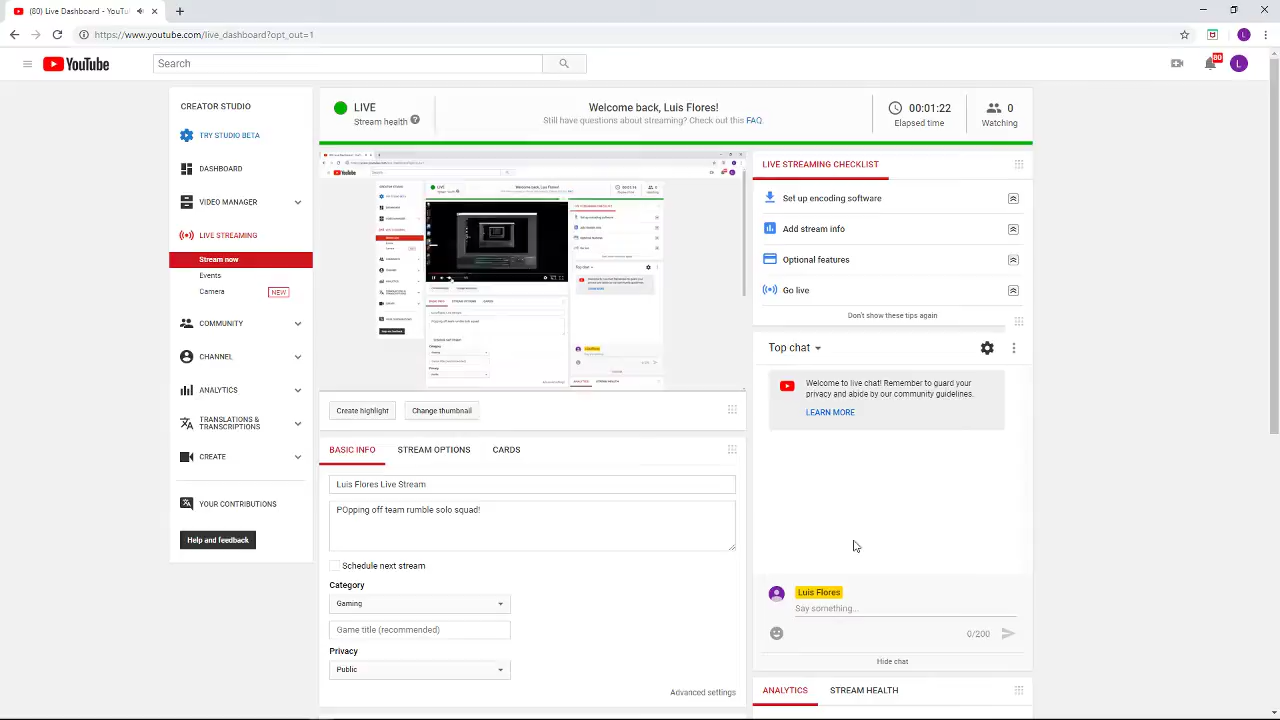 (80) Live Dashboard - YouTu
https://www.youtube.com/live_dashboard?opt_out=1
L
YouTube
Search
80
L
CREATOR STUDIO
TRY STUDIO BETA
DASHBOARD
VIDEO MANAGER
LIVE STREAMING
Stream now
Events
Camera
NEW
COMMUNITY
CHANNEL
ANALYTICS
TRANSLATIONS &
TRANSCRIPTIONS
CREATE
YOUR CONTRIBUTIONS
Help and feedback
LIVE
Stream health
Welcome back, Luis Flores!
Still have questions about streaming? Check out this FAQ.
00:01:22
Elapsed time
0
Watching
Create highlight
Change thumbnail
BASIC INFO
STREAM OPTIONS
CARDS
Luis Flores Live Stream
POpping off team rumble solo squad!
Schedule next stream
Category
Gaming
Game title (recommended)
Privacy
Public
Advanced settings
LIVE STREAMING CHECKLIST
Set up encoding software
Add basic info
Optional features
Go live
Don't show these tips again
Top chat
Welcome to live chat! Remember to guard your
privacy and abide by our community guidelines.
LEARN MORE
Luis Flores
Say something...
0/200
Hide chat
ANALYTICS
STREAM HEALTH